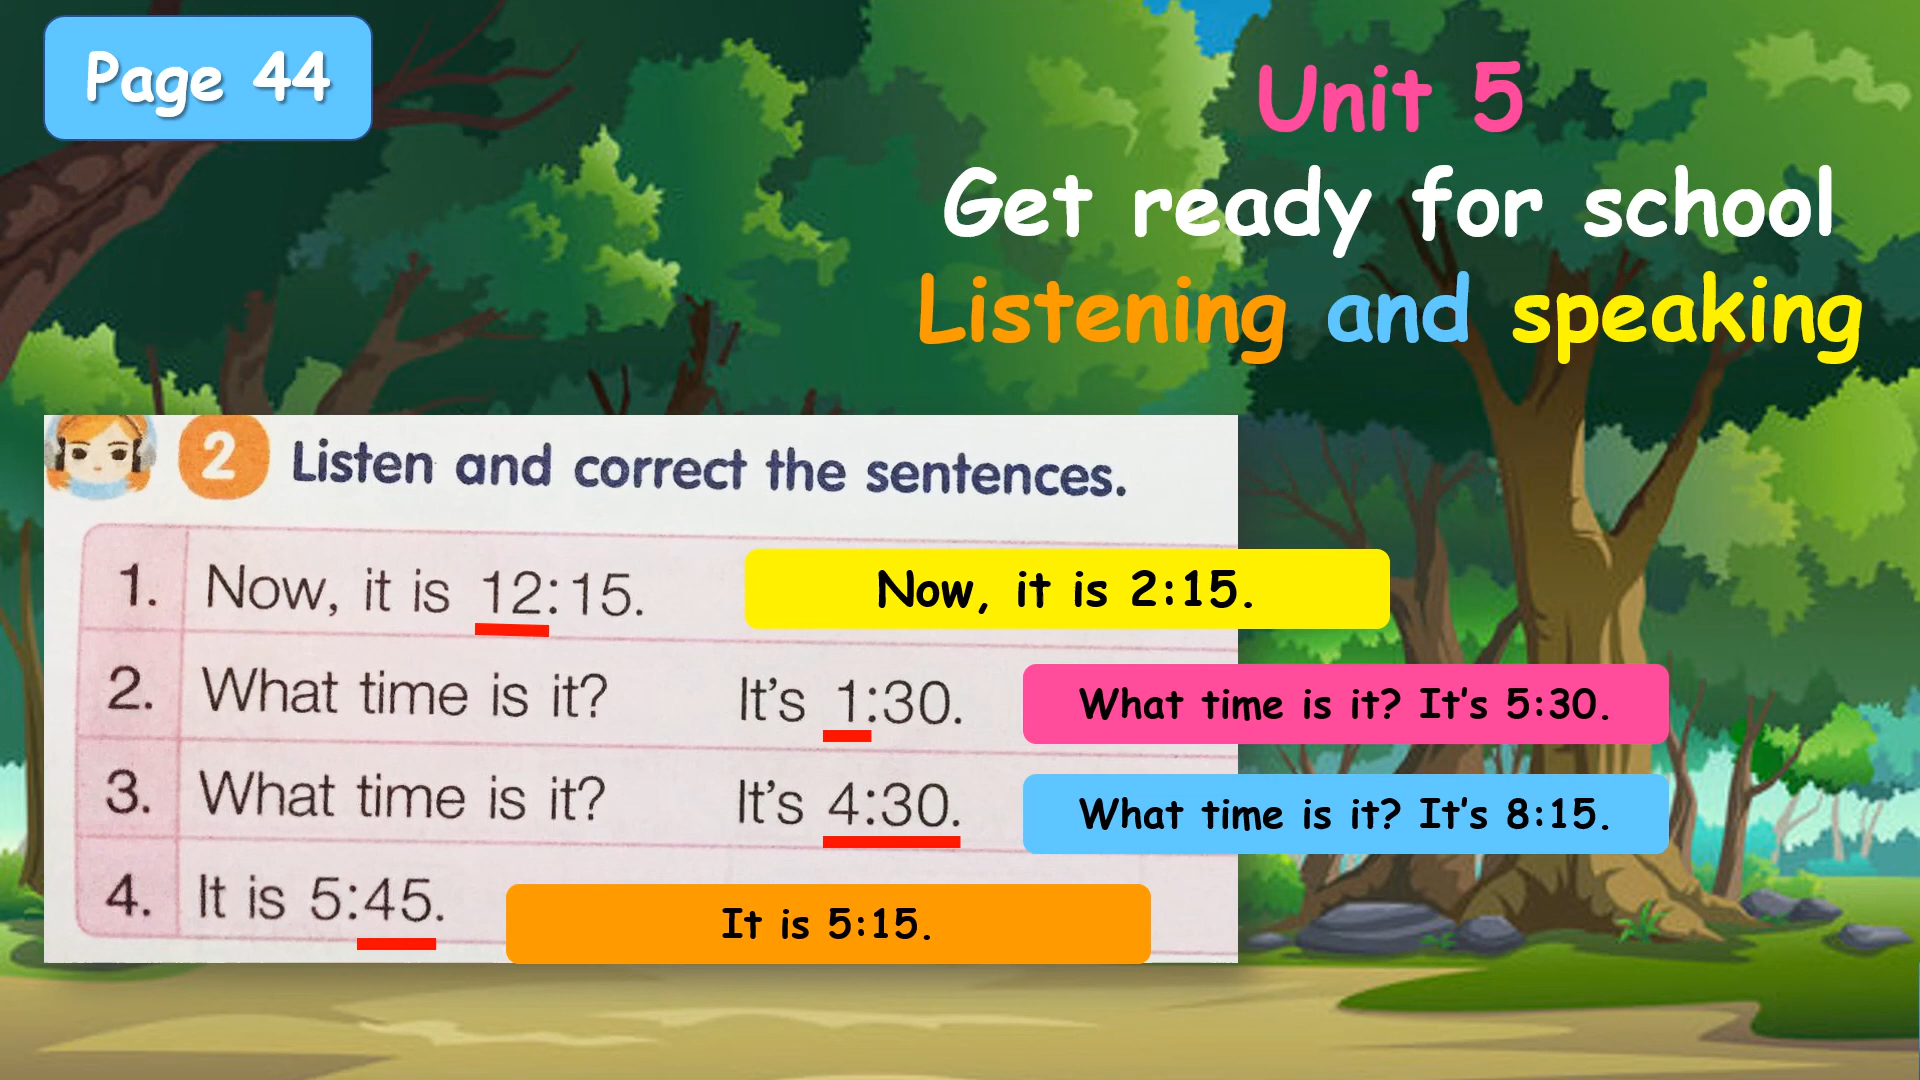 Page 44
Unit 5
Get ready for school
Listening and speaking
2 Listen and correct the sentences.
1. Now, it is 12:15. Now, it is 2:15.
2. What time is it? It's 1:30. What time is it? It's 5:30.
3. What time is it? It's 4:30. What time is it? It's 8:15.
4. It is 5:45. It is 5:15.